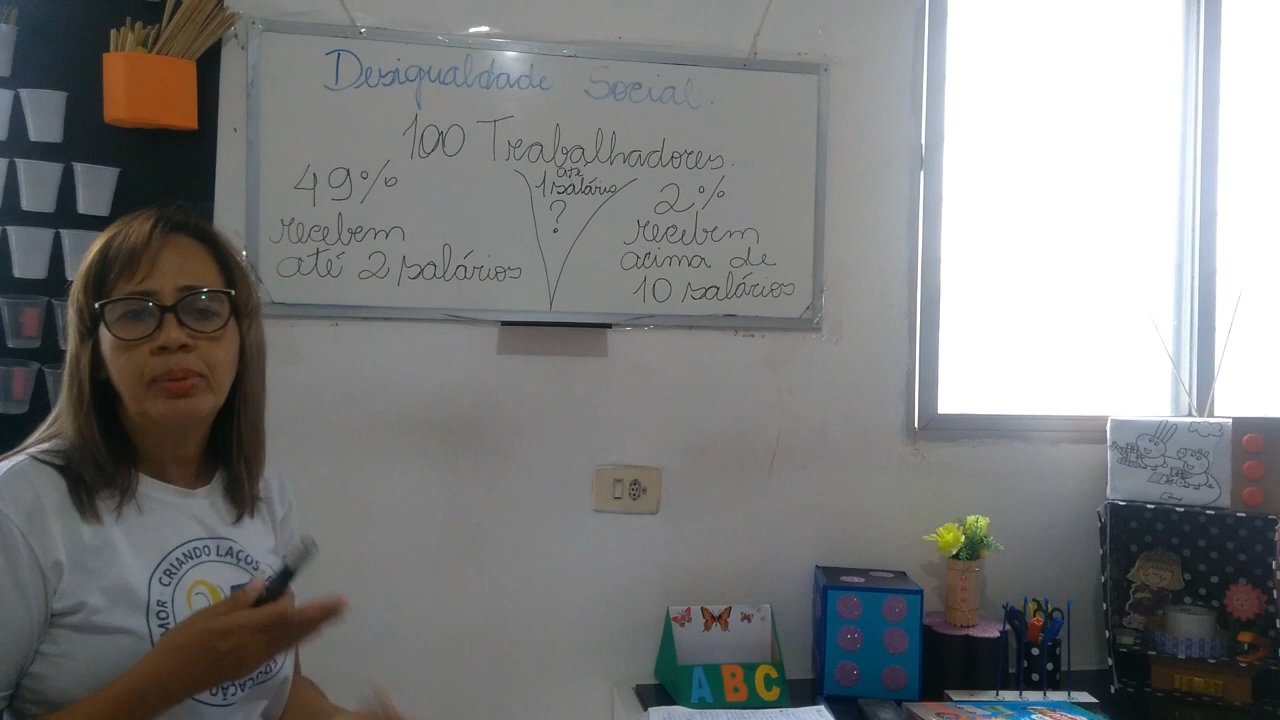 Desigualdade Social.
100 Trabalhadores.
49%
recebem
até 2 salários
até
1 salário
?
2%
recebem
acima de
10 salários
CRIANDO LAÇOS
EDUCAÇÃO
ABC